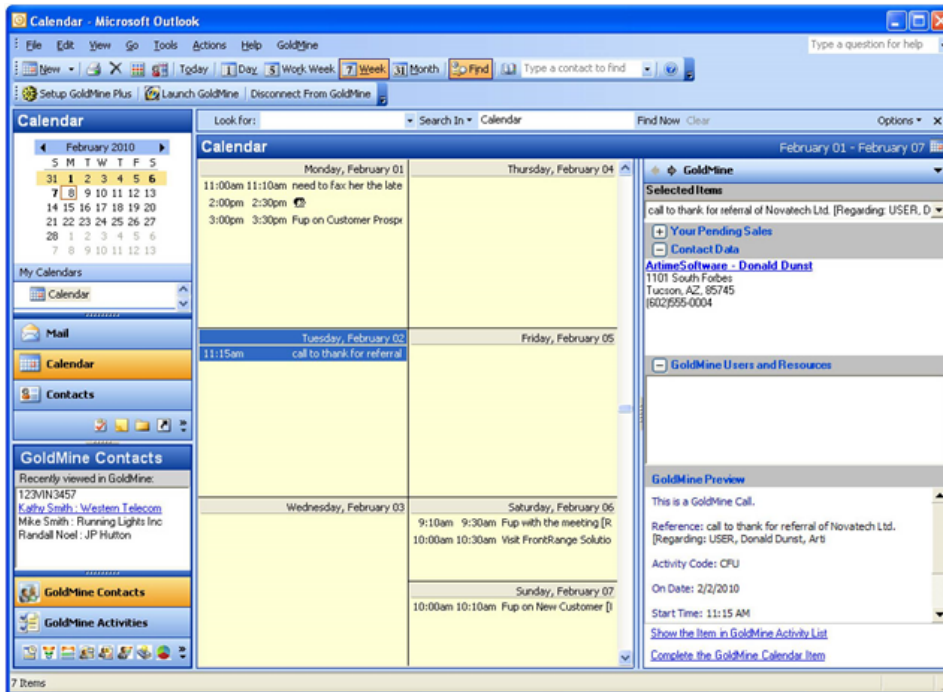 Calendar - Microsoft Outlook
File Edit View Go Tools Actions Help GoldMine
Type a question for help
New Today 1 Day 5 Work Week 7 Week 31 Month Find Type a contact to find
Setup GoldMine Plus Launch GoldMine Disconnect From GoldMine
Calendar
Look for: Search In Calendar Find Now Clear Options X
February 2010
S M T W T F S
31 1 2 3 4 5 6
7 8 9 10 11 12 13
14 15 16 17 18 19 20
21 22 23 24 25 26 27
28 1 2 3 4 5 6
7 8 9 10 11 12 13
My Calendars
Calendar
Mail
Calendar
Contacts
GoldMine Contacts
Recently viewed in GoldMine:
123VIN3457
Kathy Smith : Western Telecom
Mike Smith : Running Lights Inc
Randall Noel : JP Hutton
GoldMine Contacts
GoldMine Activities
Calendar
February 01 - February 07
Monday, February 01
11:00am 11:10am need to fax her the late
2:00pm 2:30pm
3:00pm 3:30pm Fup on Customer Prospe
Tuesday, February 02
11:15am call to thank for referral
Wednesday, February 03
Thursday, February 04
Friday, February 05
Saturday, February 06
9:10am 9:30am Fup with the meeting [R
10:00am 10:30am Visit FrontRange Solutio
Sunday, February 07
10:00am 10:10am Fup on New Customer [I
GoldMine
Selected Items
call to thank for referral of Novatech Ltd. [Regarding: USER, D
Your Pending Sales
Contact Data
ArtimeSoftware - Donald Dunst
1101 South Forbes
Tucson, AZ, 85745
(602)555-0004
GoldMine Users and Resources
GoldMine Preview
This is a GoldMine Call.
Reference: call to thank for referral of Novatech Ltd.
[Regarding: USER, Donald Dunst, Arti
Activity Code: CFU
On Date: 2/2/2010
Start Time: 11:15 AM
Show the Item in GoldMine Activity List
Complete the GoldMine Calendar Item
7 Items